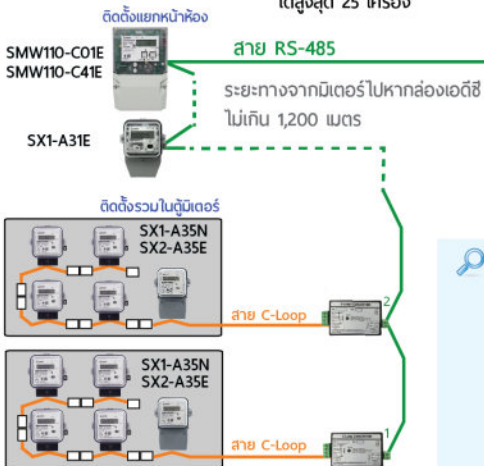 ได้สูงสุด 25 เครื่อง
ติดตั้งแยกหน้าห้อง
SMW110-C01E
SMW110-C41E
สาย RS-485
ระยะทางจากมิเตอร์ไปหากล่องเอดีซี
ไม่เกิน 1,200 เมตร
SX1-A31E
ติดตั้งรวมในตู้มิเตอร์
SX1-A35N
SX2-A35E
สาย C-Loop
2
SX1-A35N
SX2-A35E
สาย C-Loop
1